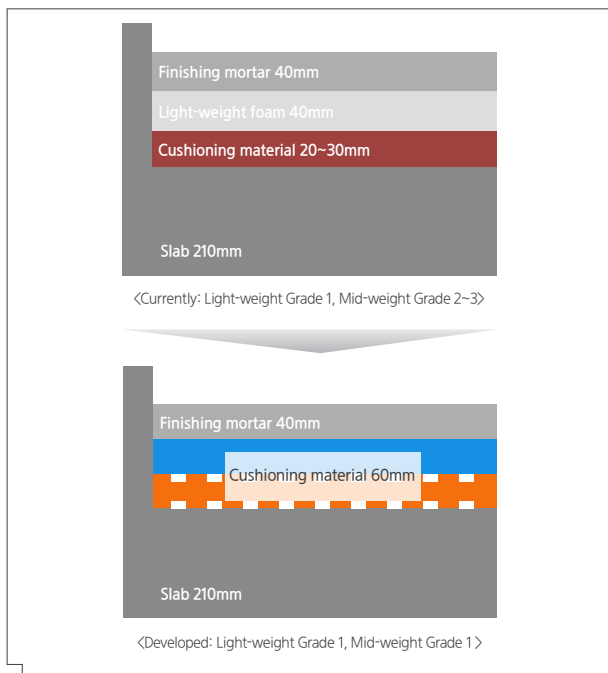 Finishing mortar 40mm
Light-weight foam 40mm
Cushioning material 20~30mm
Slab 210mm
<Currently: Light-weight Grade 1, Mid-weight Grade 2~3>
Finishing mortar 40mm
Cushioning material 60mm
Slab 210mm
<Developed: Light-weight Grade 1, Mid-weight Grade 1>